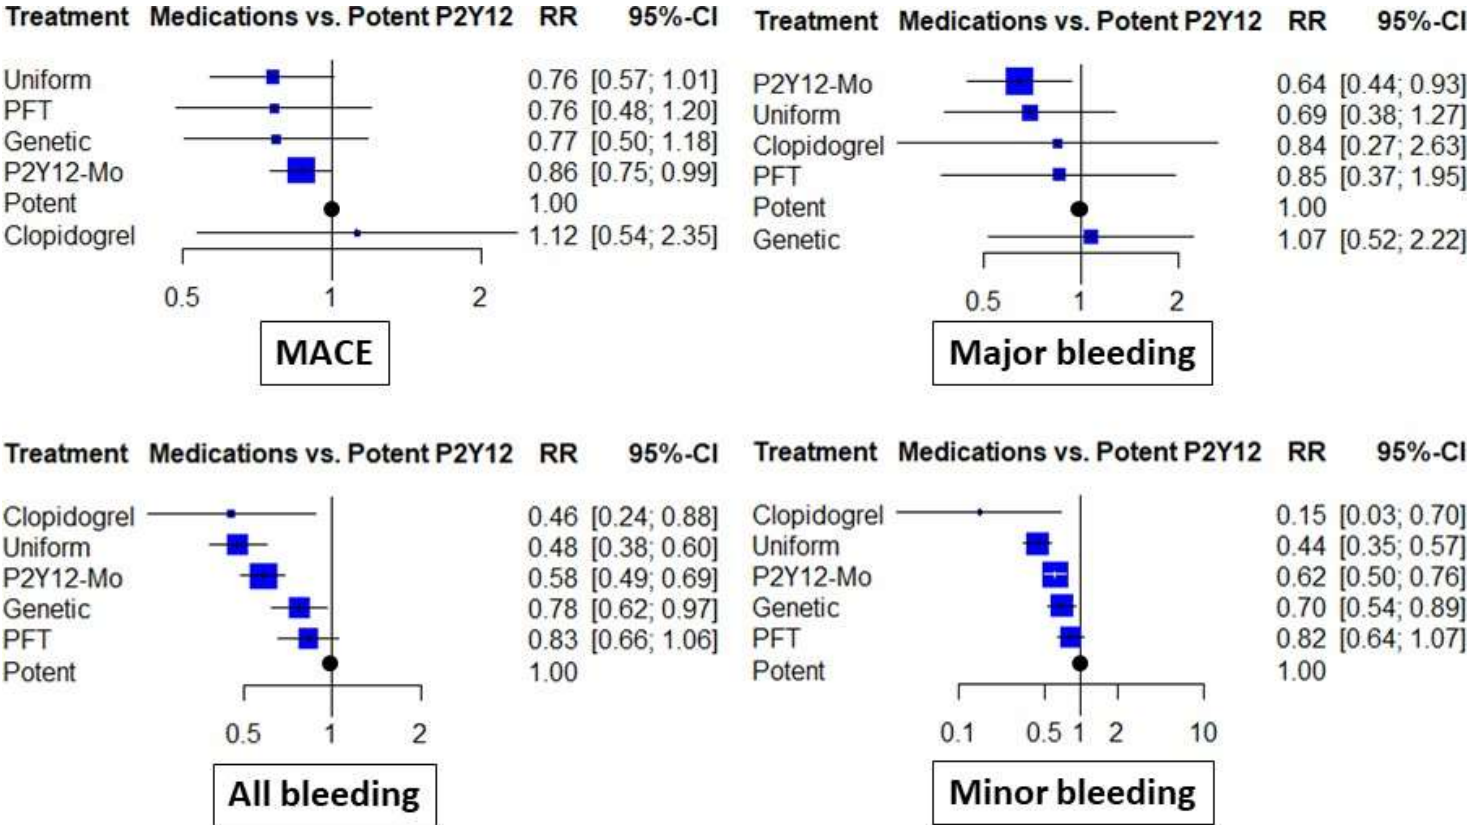 Treatment Medications vs. Potent P2Y12 RR 95%-CI
Uniform 0.76 [0.57; 1.01]
PFT 0.76 [0.48; 1.20]
Genetic 0.77 [0.50; 1.18]
P2Y12-Mo 0.86 [0.75; 0.99]
Potent 1.00
Clopidogrel 1.12 [0.54; 2.35]
0.5 1 2
MACE
Treatment Medications vs. Potent P2Y12 RR 95%-CI
P2Y12-Mo 0.64 [0.44; 0.93]
Uniform 0.69 [0.38; 1.27]
Clopidogrel 0.84 [0.27; 2.63]
PFT 0.85 [0.37; 1.95]
Potent 1.00
Genetic 1.07 [0.52; 2.22]
0.5 1 2
Major bleeding
Treatment Medications vs. Potent P2Y12 RR 95%-CI
Clopidogrel 0.46 [0.24; 0.88]
Uniform 0.48 [0.38; 0.60]
P2Y12-Mo 0.58 [0.49; 0.69]
Genetic 0.78 [0.62; 0.97]
PFT 0.83 [0.66; 1.06]
Potent 1.00
0.5 1 2
All bleeding
Treatment Medications vs. Potent P2Y12 RR 95%-CI
Clopidogrel 0.15 [0.03; 0.70]
Uniform 0.44 [0.35; 0.57]
P2Y12-Mo 0.62 [0.50; 0.76]
Genetic 0.70 [0.54; 0.89]
PFT 0.82 [0.64; 1.07]
Potent 1.00
0.1 0.5 1 2 10
Minor bleeding